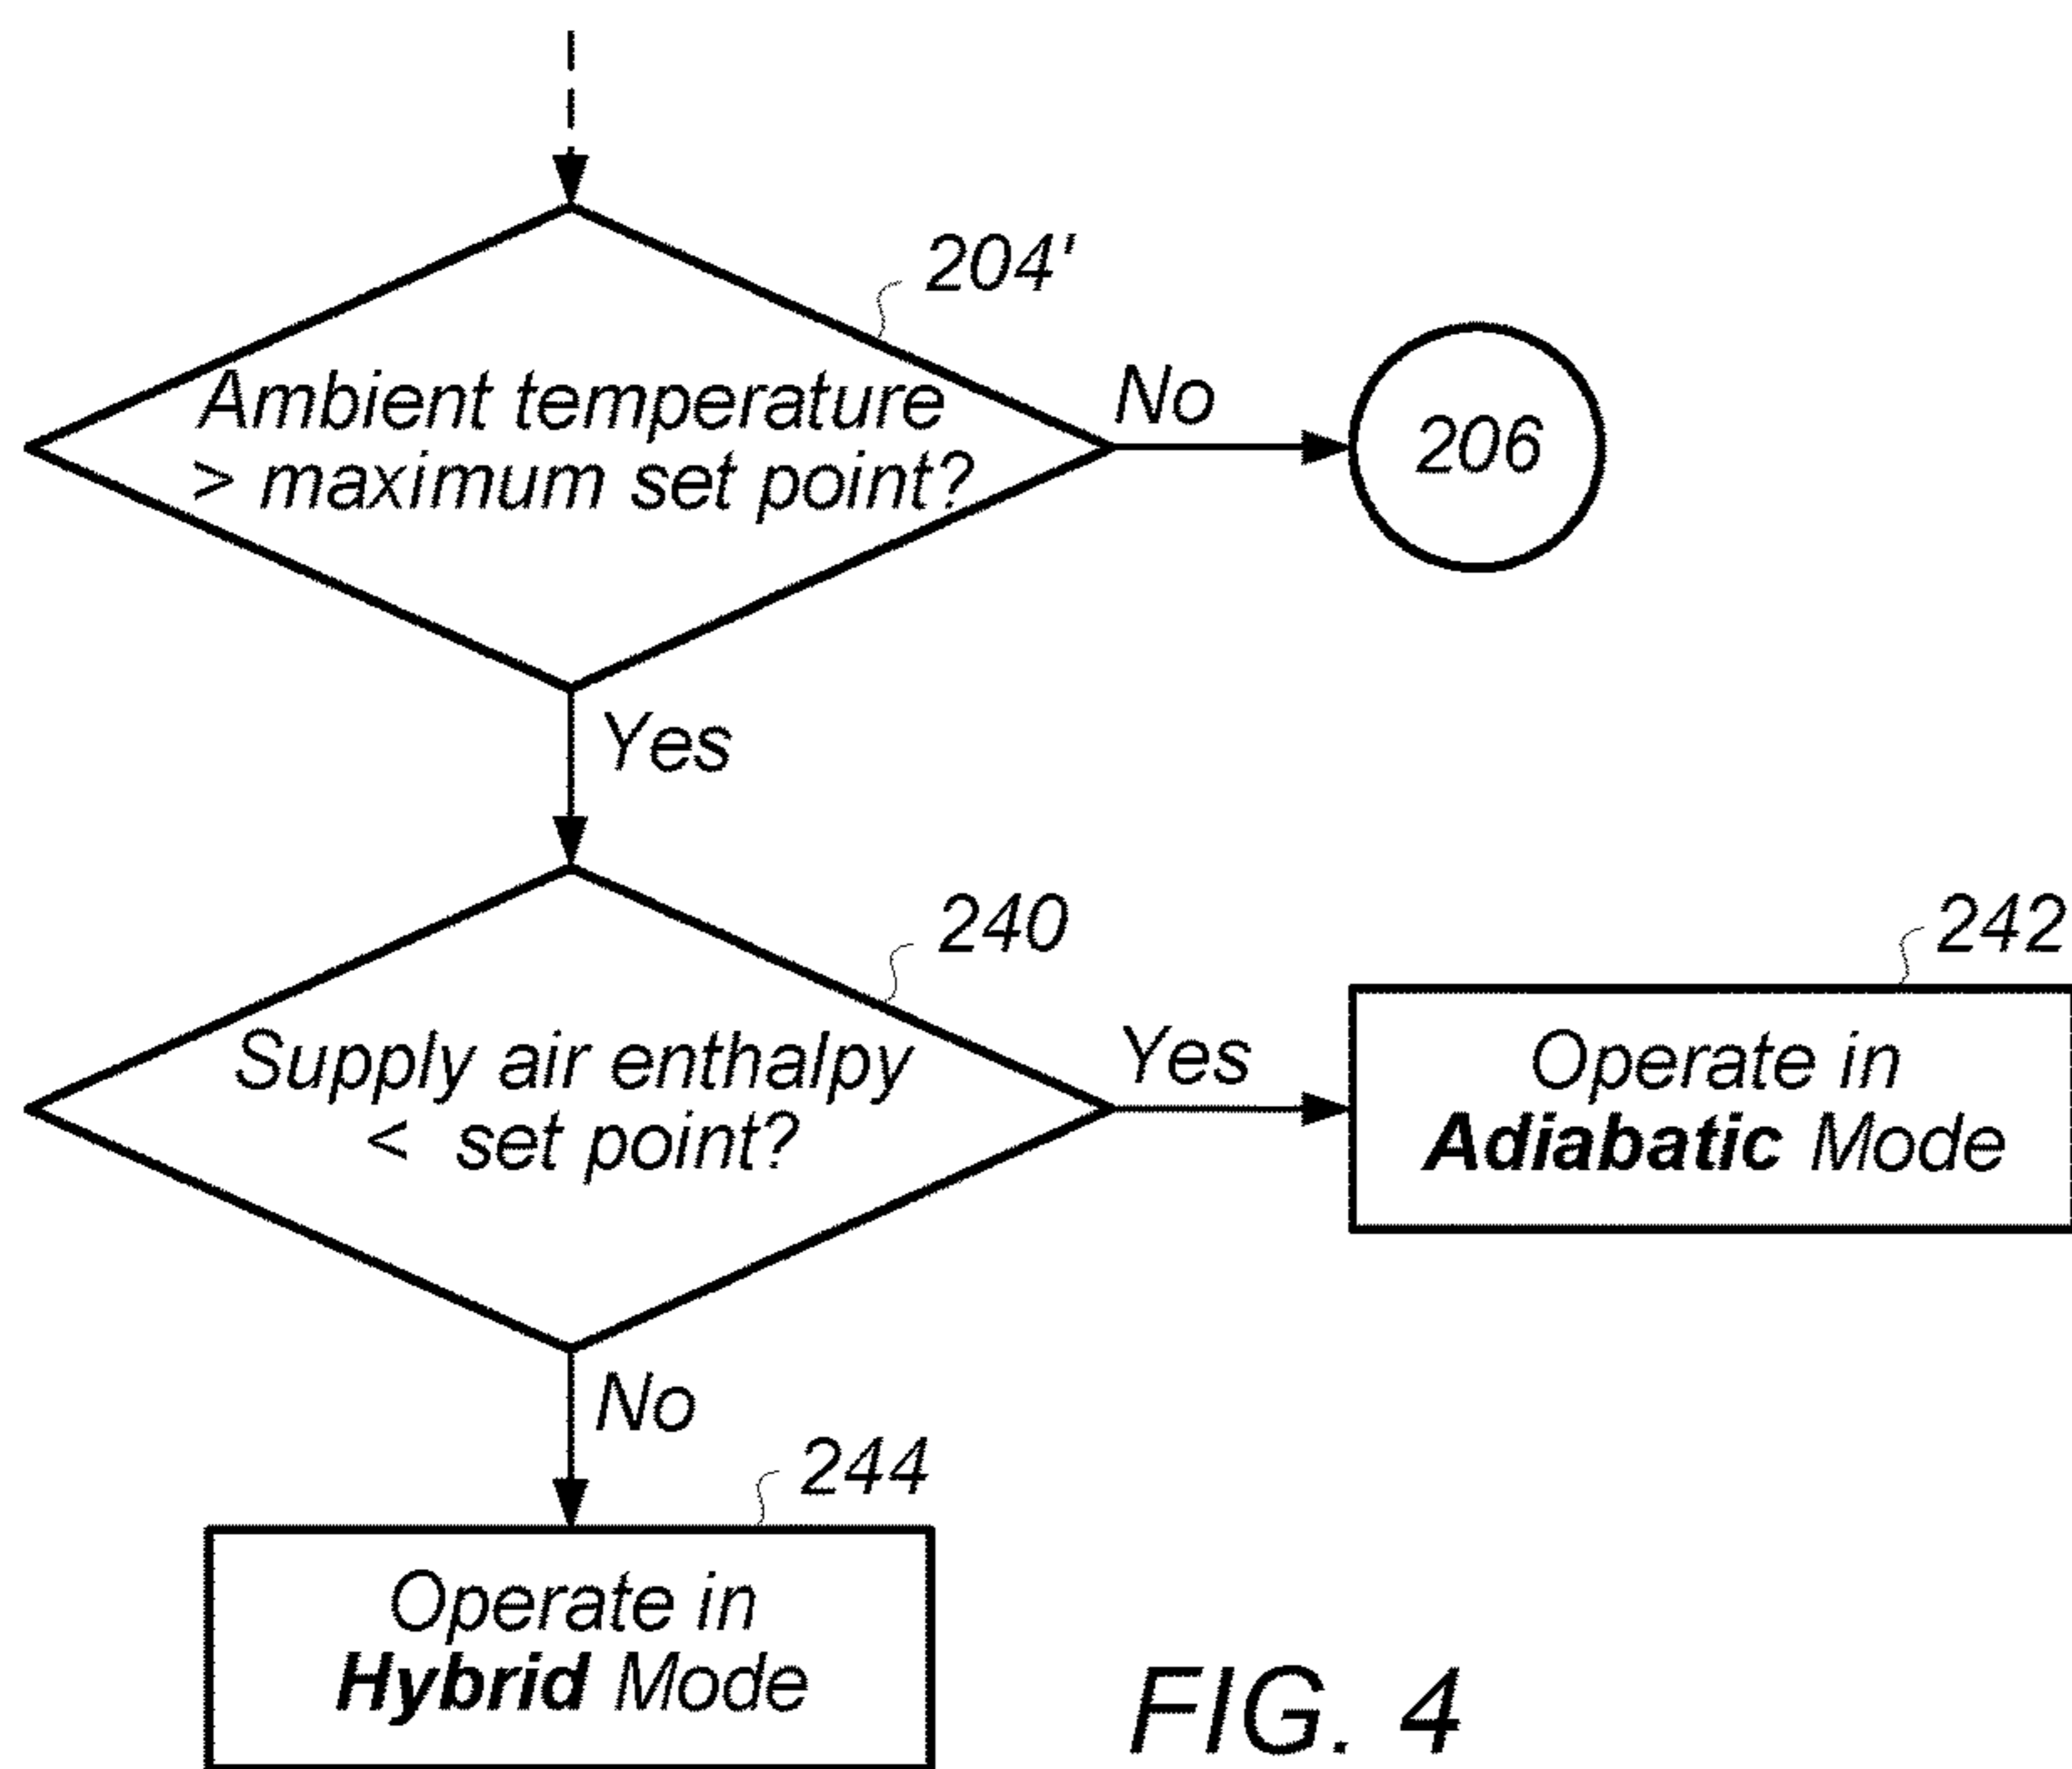 204'
Ambient temperature
> maximum set point?
No
206
Yes
240
Supply air enthalpy
< set point?
Yes
242
Operate in
Adiabatic Mode
No
244
Operate in
Hybrid Mode
FIG. 4